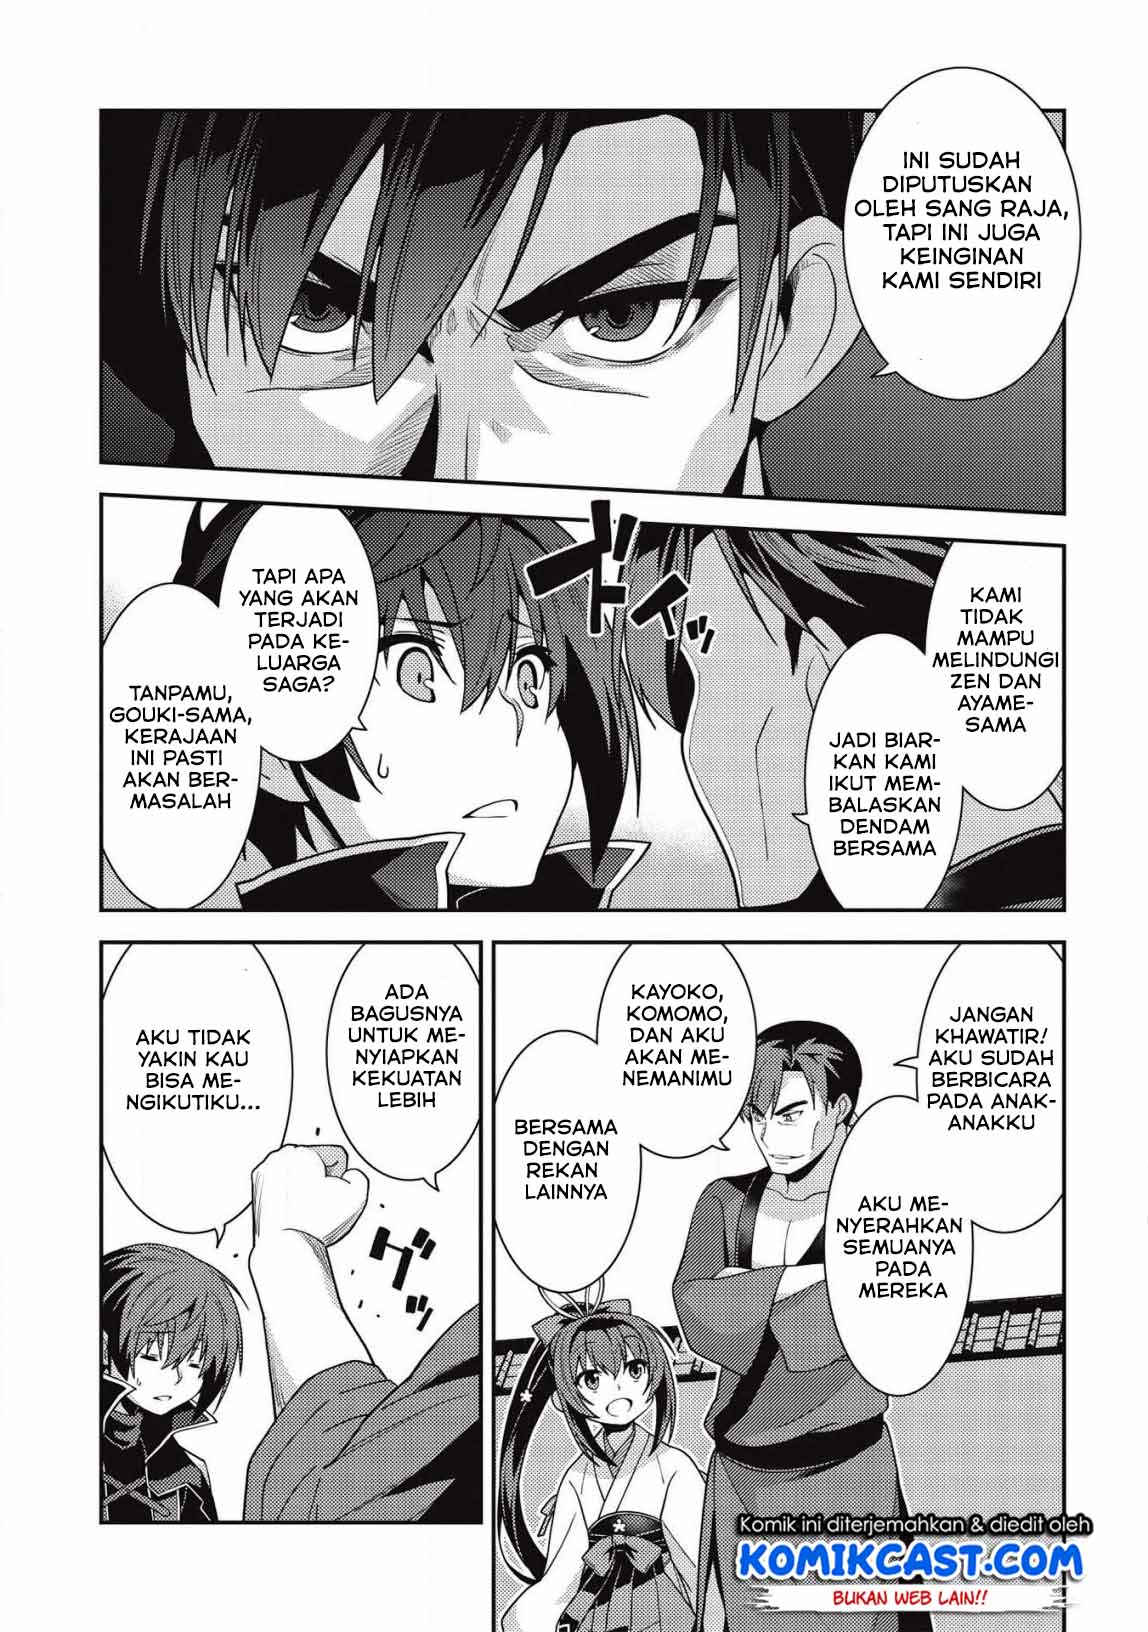 INI SUDAH
DIPUTUSKAN
OLEH SANG RAJA,
TAPI INI JUGA
KEINGINAN
KAMI SENDIRI
KAMI
TIDAK
MAMPU
MELINDUNGI
ZEN DAN
AYAME-
SAMA
JADI BIAR-
KAN KAMI
IKUT MEM-
BALASKAN
DENDAM
BERSAMA
ズイ
TAPI APA
YANG AKAN
TERJADI
PADA KE-
LUARGA
SAGA?
TANPAMU,
GOUKI-SAMA,
KERAJAAN
INI PASTI
AKAN BER-
MASALAH
JANGAN
KHAWATIR!
AKU SUDAH
BERBICARA
PADA ANAK-
ANAKKU
AKU ME-
NYERAHKAN
SEMUANYA
PADA
MEREKA
KAYOKO,
KOMOMO,
DAN AKU
AKAN ME-
NEMANIMU
BERSAMA
DENGAN
REKAN
LAINNYA
ADA
BAGUSNYA
UNTUK ME-
NYIAPKAN
KEKUATAN
LEBIH
グッ
AKU TIDAK
YAKIN KAU
BISA ME-
NGIKUTIKU...
Komik ini diterjemahkan & diedit oleh
KOMIKCAST.COM
BUKAN WEB LAIN!!